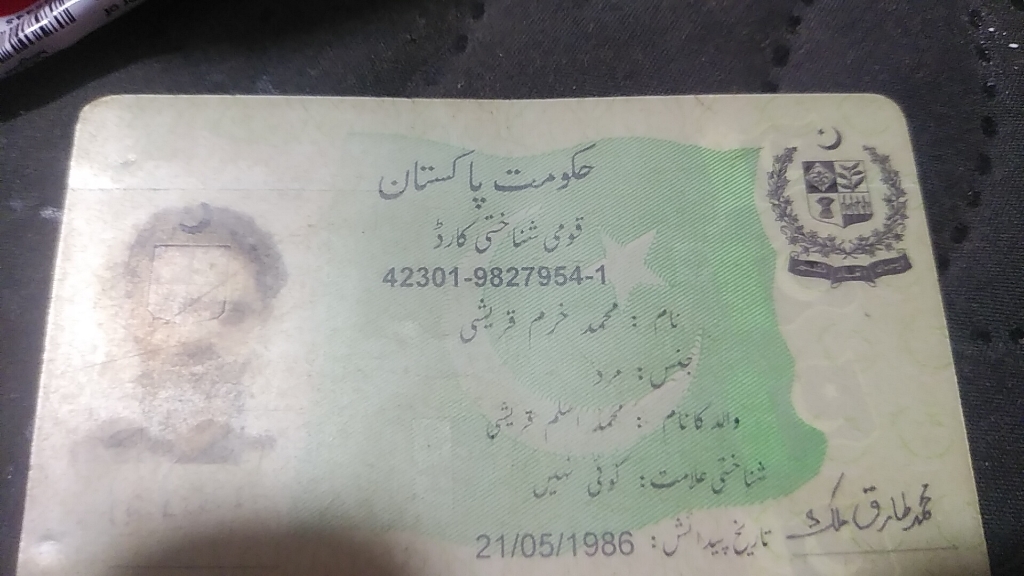 حکومت پاکستان
قومی شناختی کارڈ
42301-9827954-1
نام : محمد خرم قریشی
جنس: مرد
والد کا نام : محمد اسلم قریشی
شناختی علامت: کوئی نہیں
تاریخ پیدائش: 21/05/1986
محمد طارق ملک